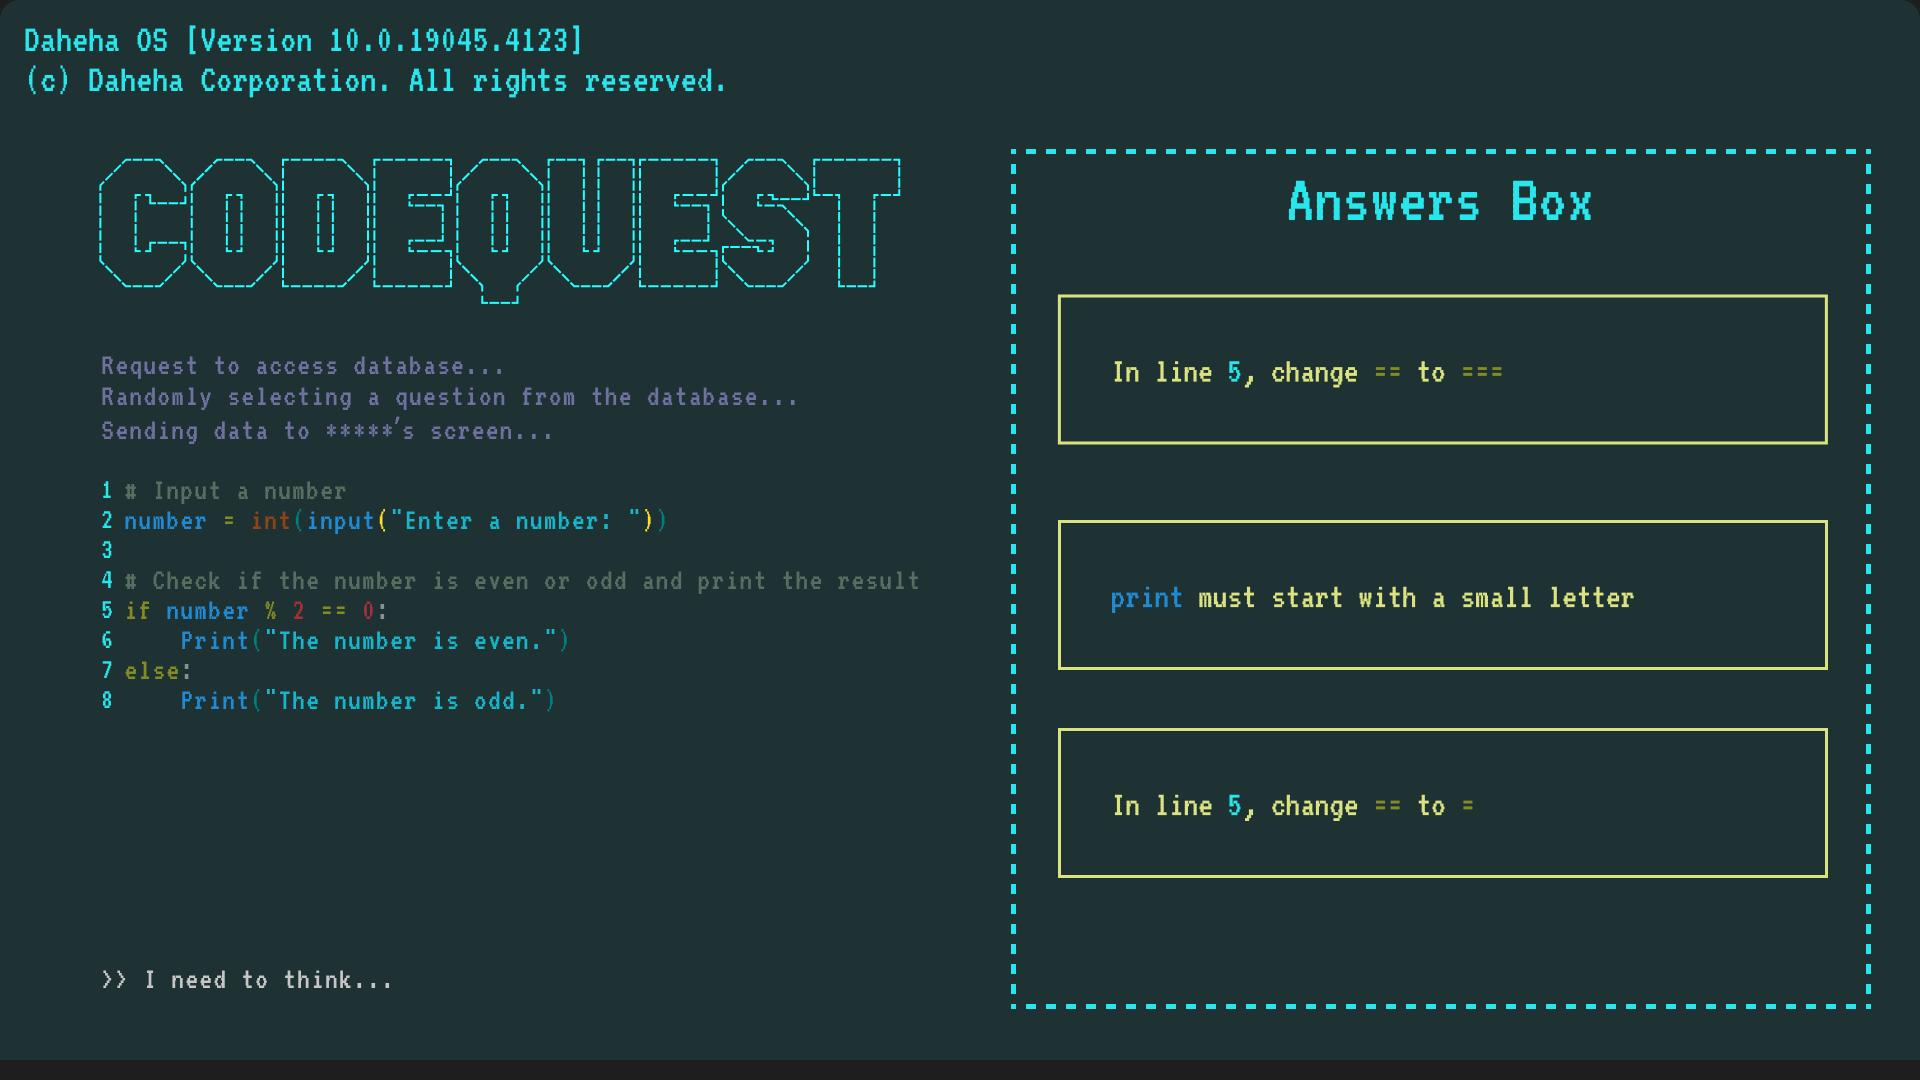 Daheha OS [Version 10.0.19045.4123]
(c) Daheha Corporation. All rights reserved.
CODEQUEST
Request to access database...
Randomly selecting a question from the database...
Sending data to *****'s screen...
1 # Input a number
2 number = int(input("Enter a number: "))
3
4 # Check if the number is even or odd and print the result
5 if number % 2 == 0:
6     Print("The number is even.")
7 else:
8     Print("The number is odd.")
>> I need to think...
Answers Box
In line 5, change == to ===
print must start with a small letter
In line 5, change == to =